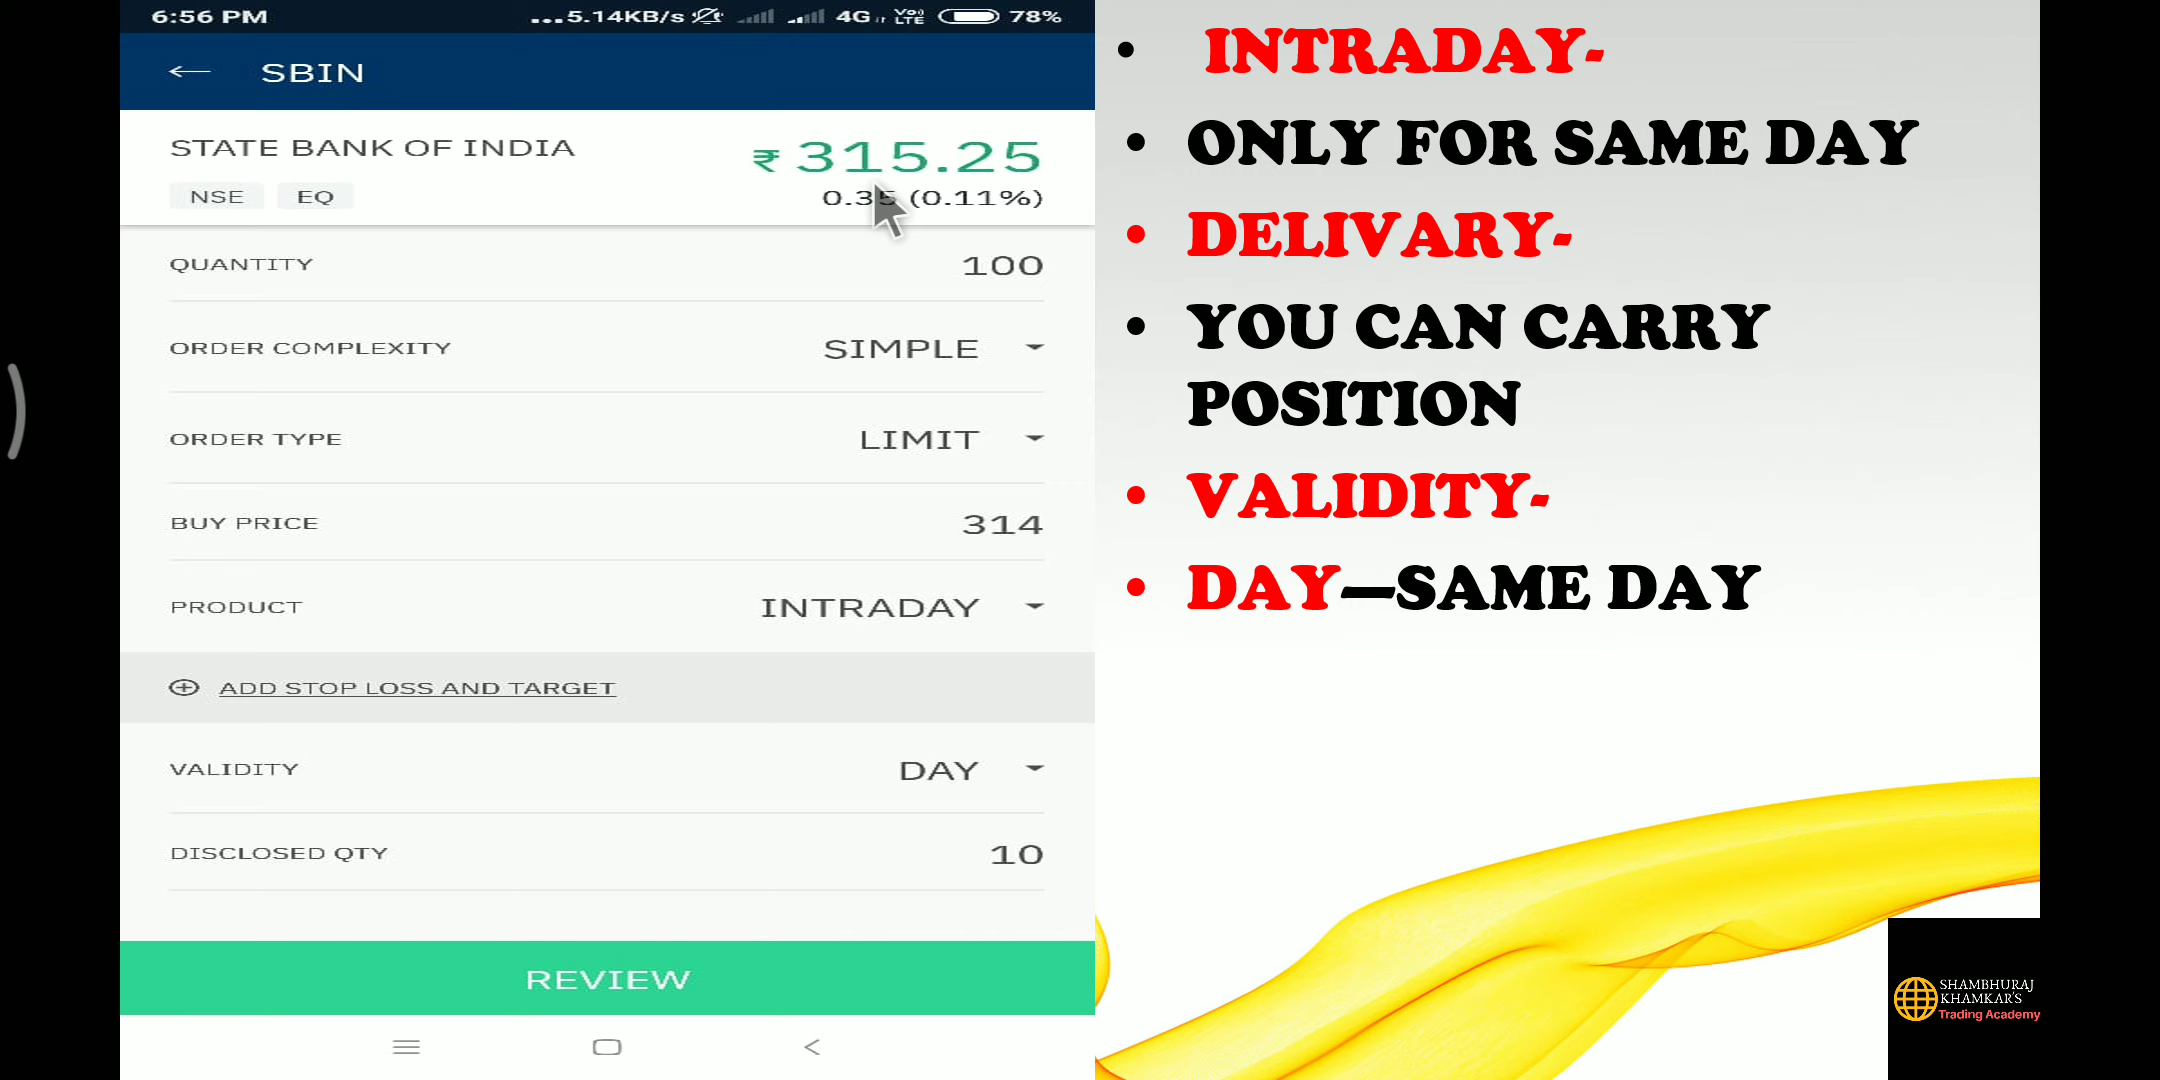 6:56 PM ...5.14KB/s 4G VoLTE 78%
SBIN
STATE BANK OF INDIA ₹ 315.25
NSE EQ 0.35 (0.11%)
QUANTITY 100
ORDER COMPLEXITY SIMPLE
ORDER TYPE LIMIT
BUY PRICE 314
PRODUCT INTRADAY
ADD STOP LOSS AND TARGET
VALIDITY DAY
DISCLOSED QTY 10
REVIEW
• INTRADAY-
• ONLY FOR SAME DAY
• DELIVARY-
• YOU CAN CARRY
POSITION
• VALIDITY-
• DAY—SAME DAY
SHAMBHURAJ
KHAMKAR'S
Trading Academy